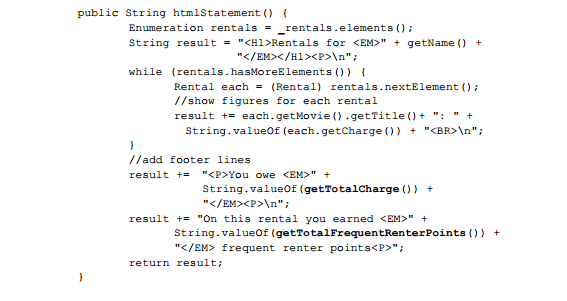 public String htmlStatement() {
Enumeration rentals = _rentals.elements();
String result = "<H1>Rentals for <EM>" + getName() +
"</EM></H1><P>\n";
while (rentals.hasMoreElements()) {
Rental each = (Rental) rentals.nextElement();
//show figures for each rental
result += each.getMovie().getTitle()+ ": " +
String.valueOf(each.getCharge()) + "<BR>\n";
}
//add footer lines
result += "<P>You owe <EM>" +
String.valueOf(getTotalCharge()) +
"</EM><P>\n";
result += "On this rental you earned <EM>" +
String.valueOf(getTotalFrequentRenterPoints()) +
"</EM> frequent renter points<P>";
return result;
}